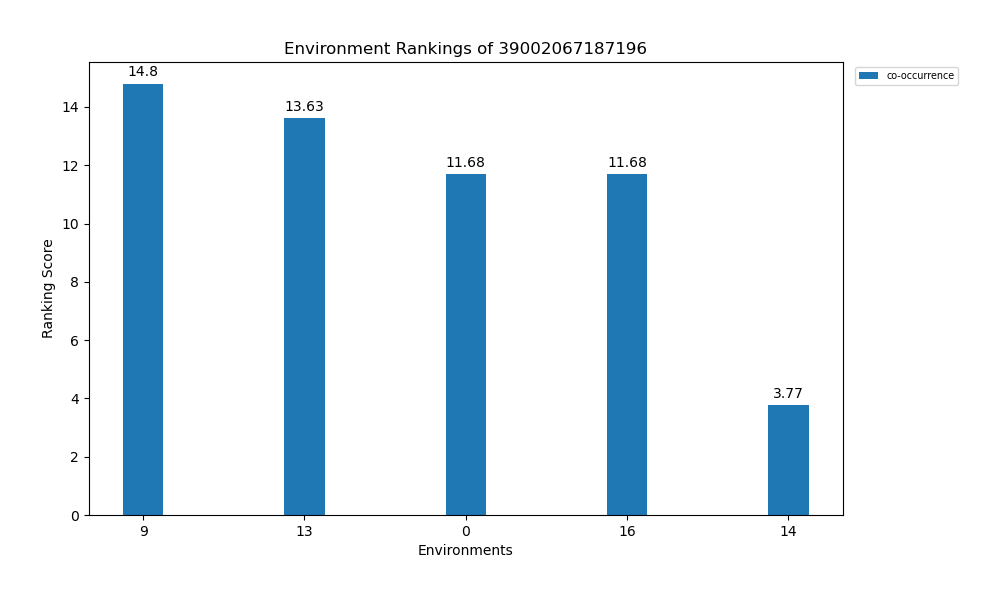 Environment Rankings of 39002067187196
co-occurrence
14.8
13.63
11.68
11.68
3.77
Ranking Score
14
12
10
8
6
4
2
0
9 13 0 16 14
Environments